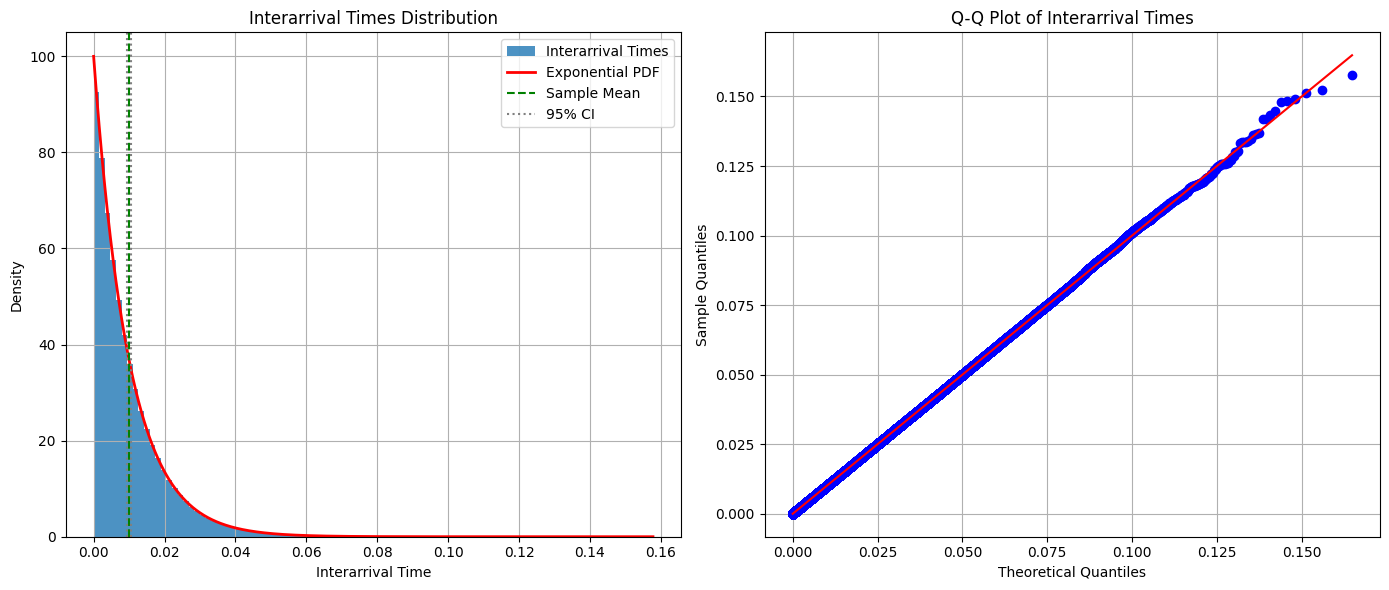 Interarrival Times Distribution
Interarrival Times
Exponential PDF
Sample Mean
95% CI
Density
100
80
60
40
20
0
0.00 0.02 0.04 0.06 0.08 0.10 0.12 0.14 0.16
Interarrival Time
Q-Q Plot of Interarrival Times
Sample Quantiles
0.150
0.125
0.100
0.075
0.050
0.025
0.000
0.000 0.025 0.050 0.075 0.100 0.125 0.150
Theoretical Quantiles